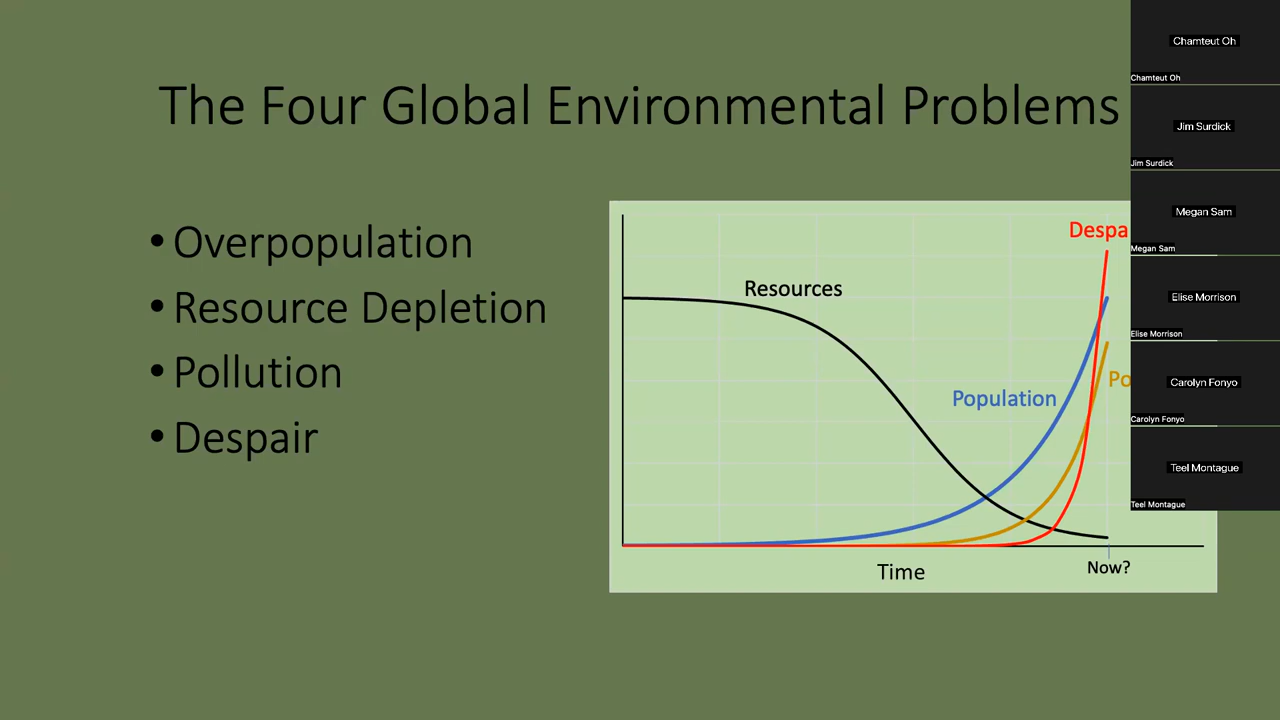 The Four Global Environmental Problems
• Overpopulation
• Resource Depletion
• Pollution
• Despair
Despa
Resources
Population
Po
Time
Now?
Chamteut Oh
Chamteut Oh
Jim Surdick
Jim Surdick
Megan Sam
Megan Sam
Elise Morrison
Elise Morrison
Carolyn Fonyo
Carolyn Fonyo
Teel Montague
Teel Montague